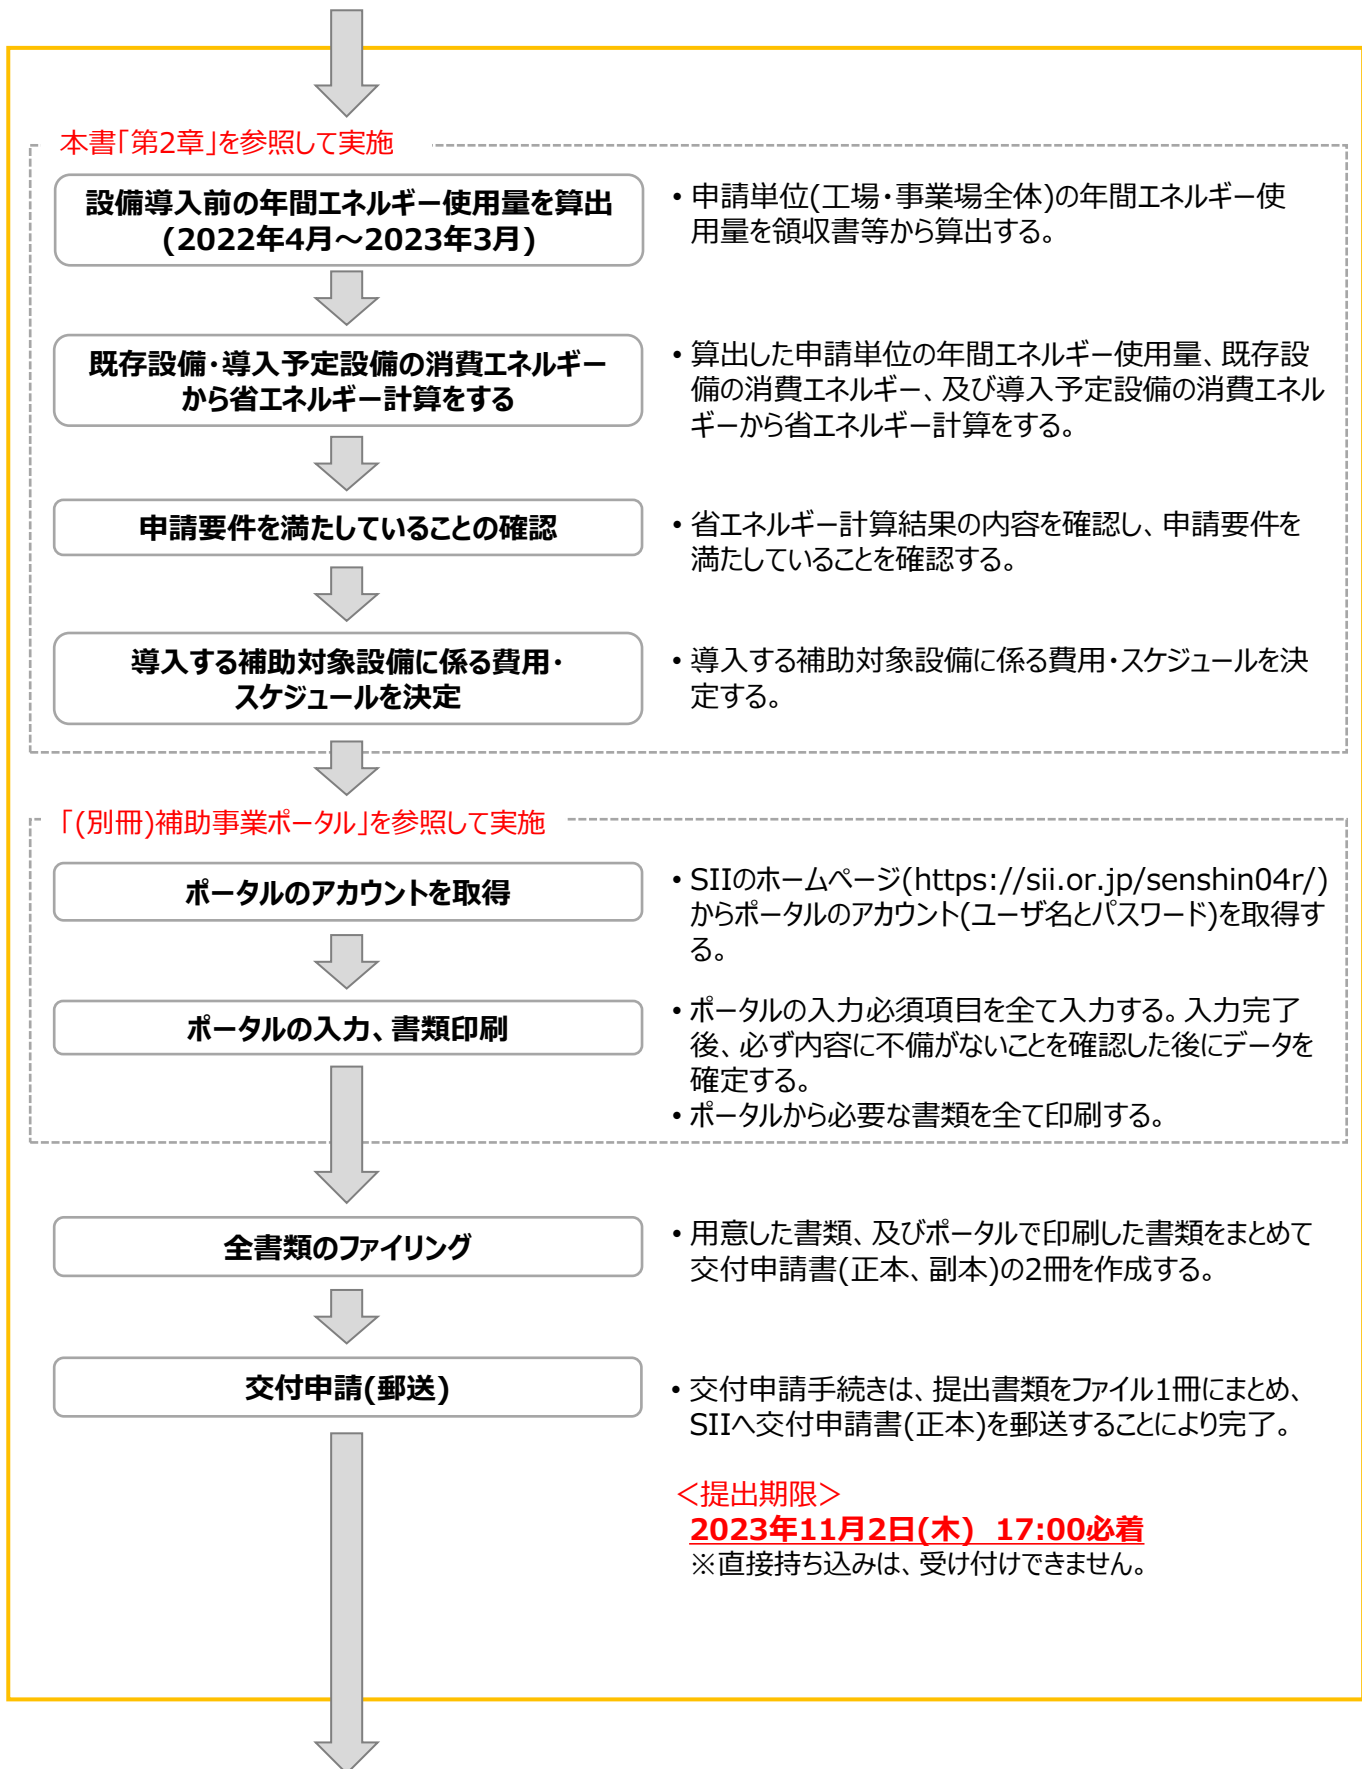 本書「第2章」を参照して実施
設備導入前の年間エネルギー使用量を算出
(2022年4月～2023年3月)
• 申請単位(工場・事業場全体)の年間エネルギー使
用量を領収書等から算出する。
既存設備・導入予定設備の消費エネルギー
から省エネルギー計算をする
• 算出した申請単位の年間エネルギー使用量、既存設
備の消費エネルギー、及び導入予定設備の消費エネル
ギーから省エネルギー計算をする。
申請要件を満たしていることの確認
• 省エネルギー計算結果の内容を確認し、申請要件を
満たしていることを確認する。
導入する補助対象設備に係る費用・
スケジュールを決定
• 導入する補助対象設備に係る費用・スケジュールを決
定する。
「(別冊)補助事業ポータル」を参照して実施
ポータルのアカウントを取得
• SIIのホームページ(https://sii.or.jp/senshin04r/)
からポータルのアカウント(ユーザ名とパスワード)を取得す
る。
ポータルの入力、書類印刷
• ポータルの入力必須項目を全て入力する。入力完了
後、必ず内容に不備がないことを確認した後にデータを
確定する。
• ポータルから必要な書類を全て印刷する。
全書類のファイリング
• 用意した書類、及びポータルで印刷した書類をまとめて
交付申請書(正本、副本)の2冊を作成する。
交付申請(郵送)
• 交付申請手続きは、提出書類をファイル1冊にまとめ、
SIIへ交付申請書(正本)を郵送することにより完了。
＜提出期限＞
2023年11月2日(木) 17:00必着
※直接持ち込みは、受け付けできません。